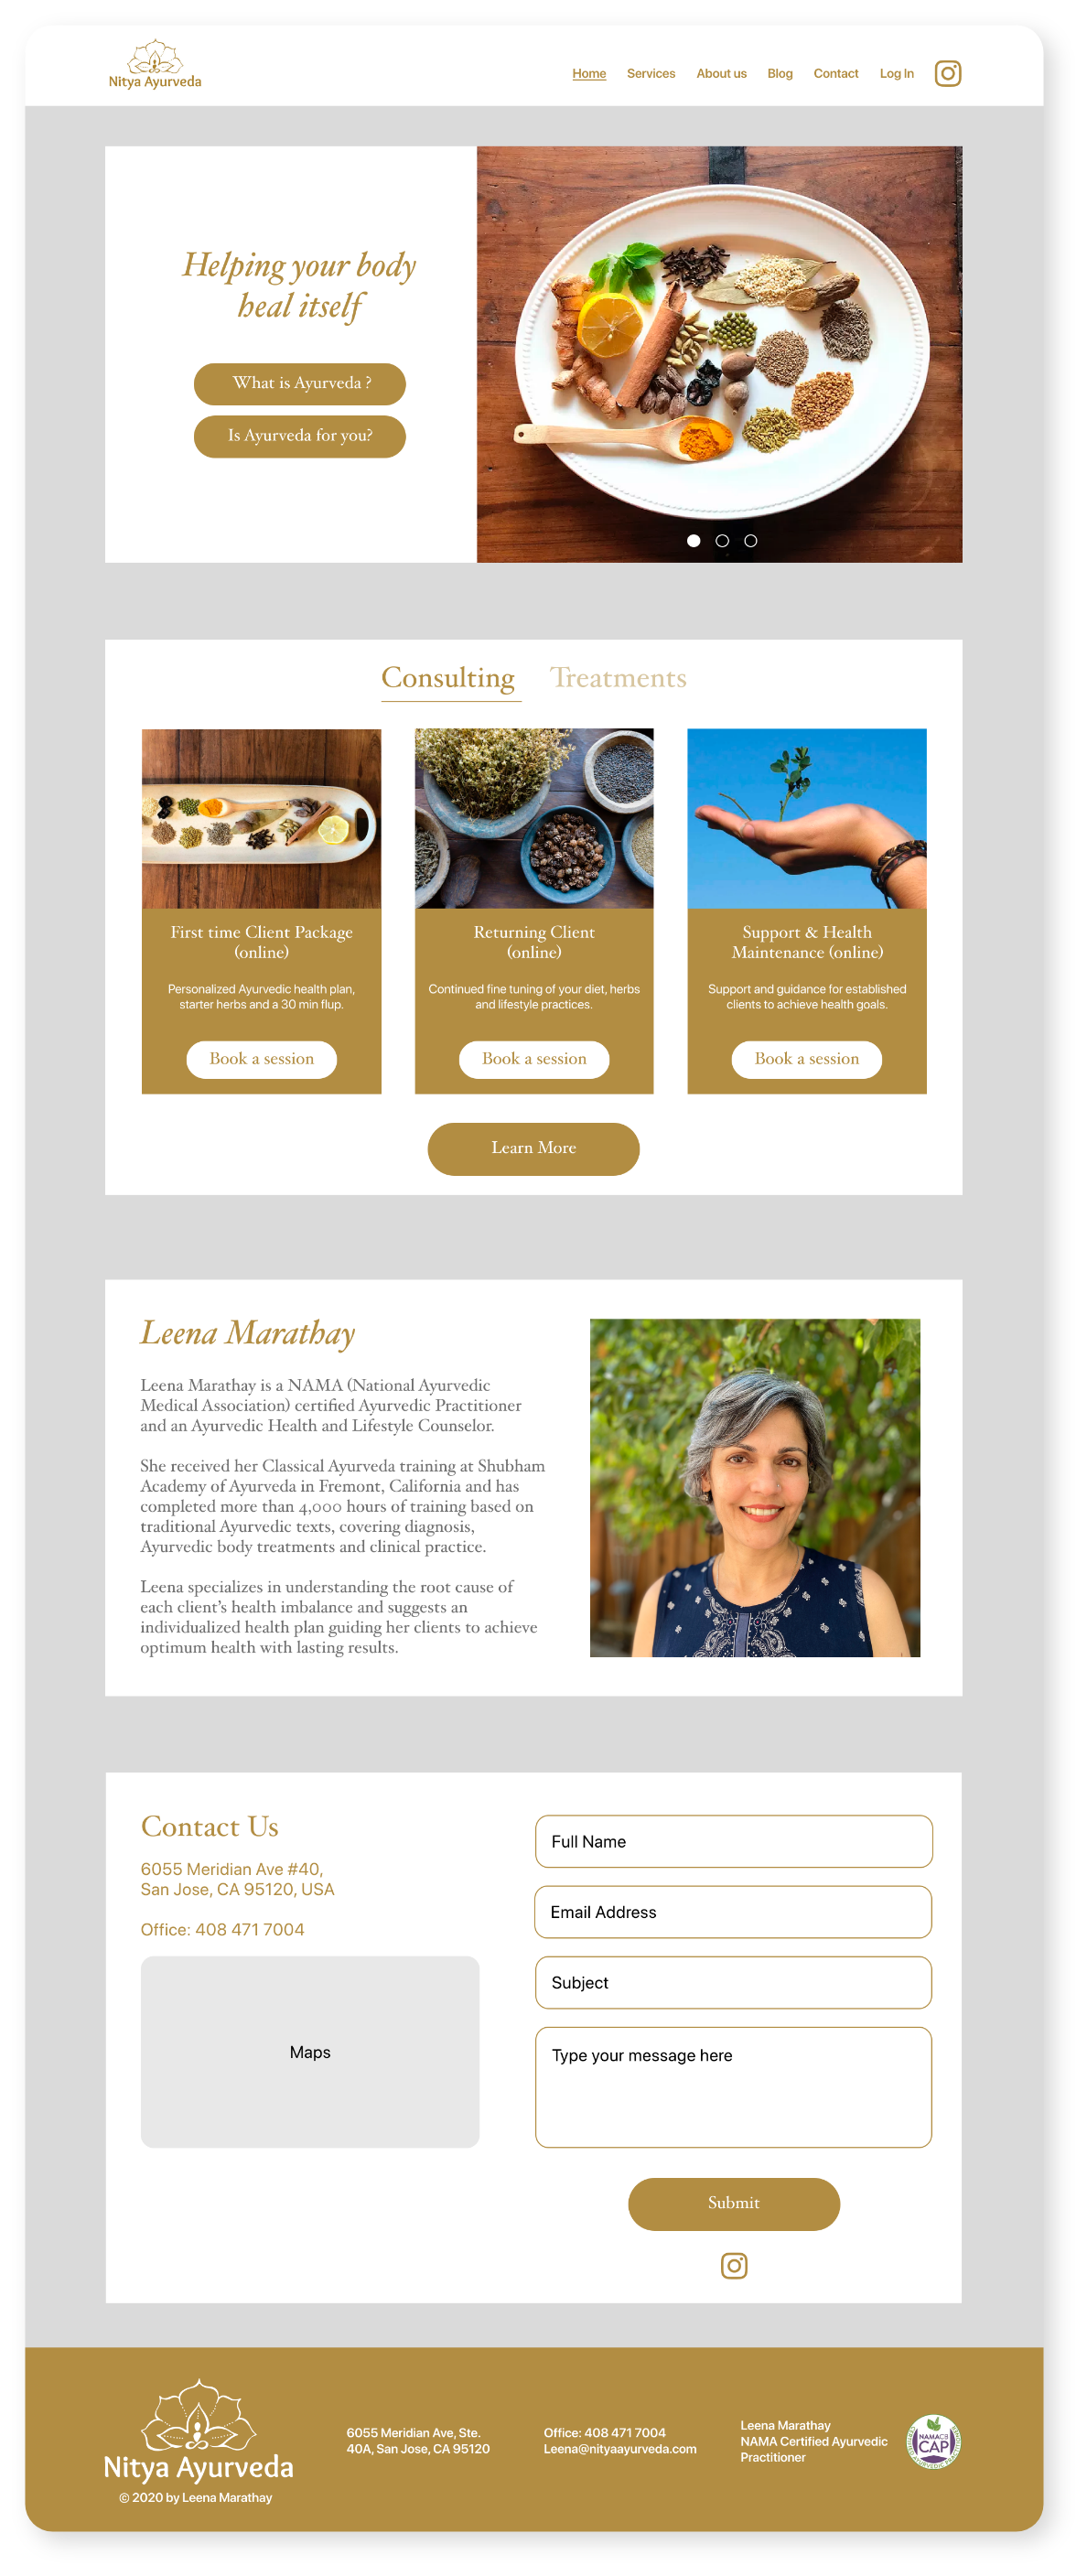 Nitya Ayurveda
Home Services About us Blog Contact Log In
Helping your body
heal itself
What is Ayurveda ?
Is Ayurveda for you?
Consulting Treatments
First time Client Package
(online)
Personalized Ayurvedic health plan,
starter herbs and a 30 min flup.
Book a session
Returning Client
(online)
Continued fine tuning of your diet, herbs
and lifestyle practices.
Book a session
Support & Health
Maintenance (online)
Support and guidance for established
clients to achieve health goals.
Book a session
Learn More
Leena Marathay
Leena Marathay is a NAMA (National Ayurvedic
Medical Association) certified Ayurvedic Practitioner
and an Ayurvedic Health and Lifestyle Counselor.
She received her Classical Ayurveda training at Shubham
Academy of Ayurveda in Fremont, California and has
completed more than 4,000 hours of training based on
traditional Ayurvedic texts, covering diagnosis,
Ayurvedic body treatments and clinical practice.
Leena specializes in understanding the root cause of
each client's health imbalance and suggests an
individualized health plan guiding her clients to achieve
optimum health with lasting results.
Contact Us
6055 Meridian Ave #40,
San Jose, CA 95120, USA
Office: 408 471 7004
Maps
Full Name
Email Address
Subject
Type your message here
Submit
Nitya Ayurveda
© 2020 by Leena Marathay
6055 Meridian Ave, Ste.
40A, San Jose, CA 95120
Office: 408 471 7004
Leena@nityaayurveda.com
Leena Marathay
NAMA Certified Ayurvedic
Practitioner
NAMACB
CAP